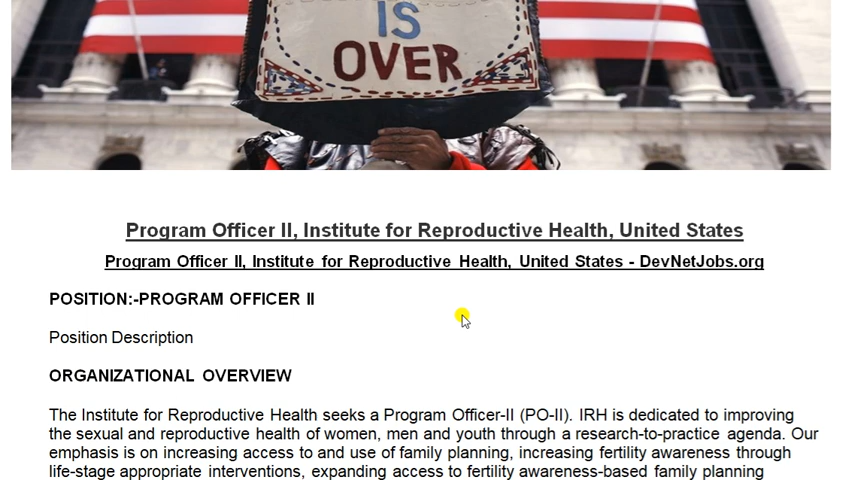 IS
OVER
Program Officer II, Institute for Reproductive Health, United States
Program Officer II, Institute for Reproductive Health, United States - DevNetJobs.org
POSITION:-PROGRAM OFFICER II
Position Description
ORGANIZATIONAL OVERVIEW
The Institute for Reproductive Health seeks a Program Officer-II (PO-II). IRH is dedicated to improving
the sexual and reproductive health of women, men and youth through a research-to-practice agenda. Our
emphasis is on increasing access to and use of family planning, increasing fertility awareness through
life-stage appropriate interventions, expanding access to fertility awareness-based family planning